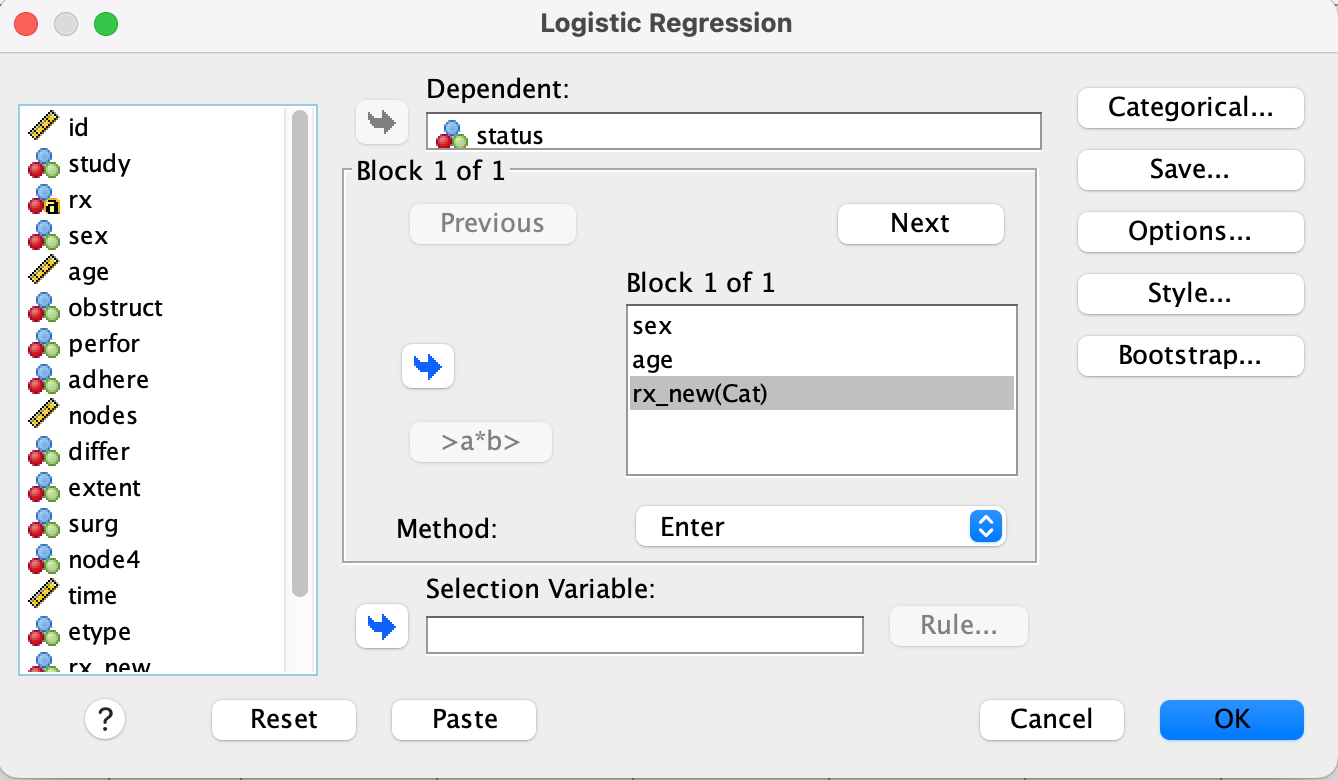 Logistic Regression
id
study
rx
sex
age
obstruct
perfor
adhere
nodes
differ
extent
surg
node4
time
etype
rx_new
Dependent:
status
Block 1 of 1
Previous
Next
Block 1 of 1
sex
age
rx_new(Cat)
>a*b>
Method:
Enter
Selection Variable:
Rule...
Categorical...
Save...
Options...
Style...
Bootstrap...
?
Reset
Paste
Cancel
OK